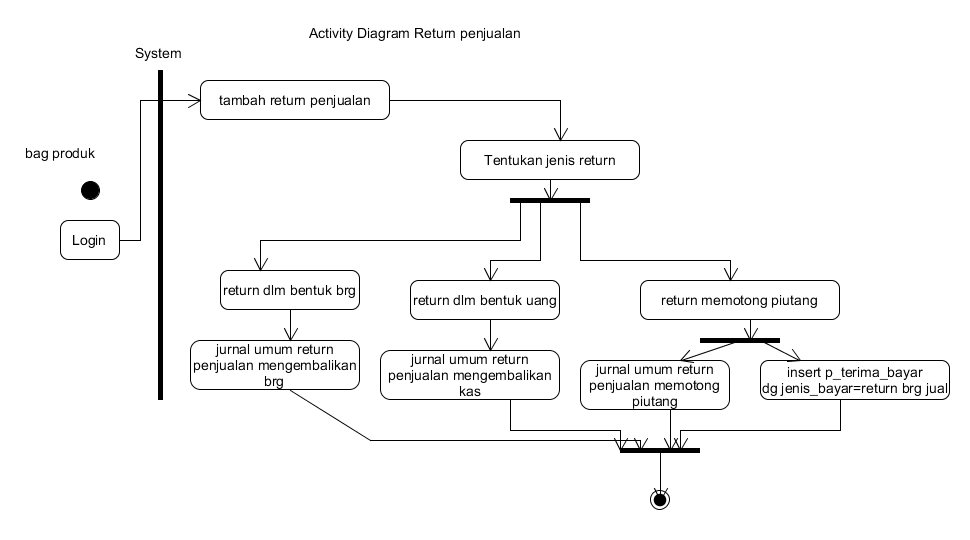 Activity Diagram Return penjualan
System
tambah return penjualan
bag produk
Tentukan jenis return
Login
return dlm bentuk brg
return dlm bentuk uang
return memotong piutang
jurnal umum return
penjualan mengembalikan
brg
jurnal umum return
penjualan mengembalikan
kas
jurnal umum return
penjualan memotong
piutang
insert p_terima_bayar
dg jenis_bayar=return brg jual